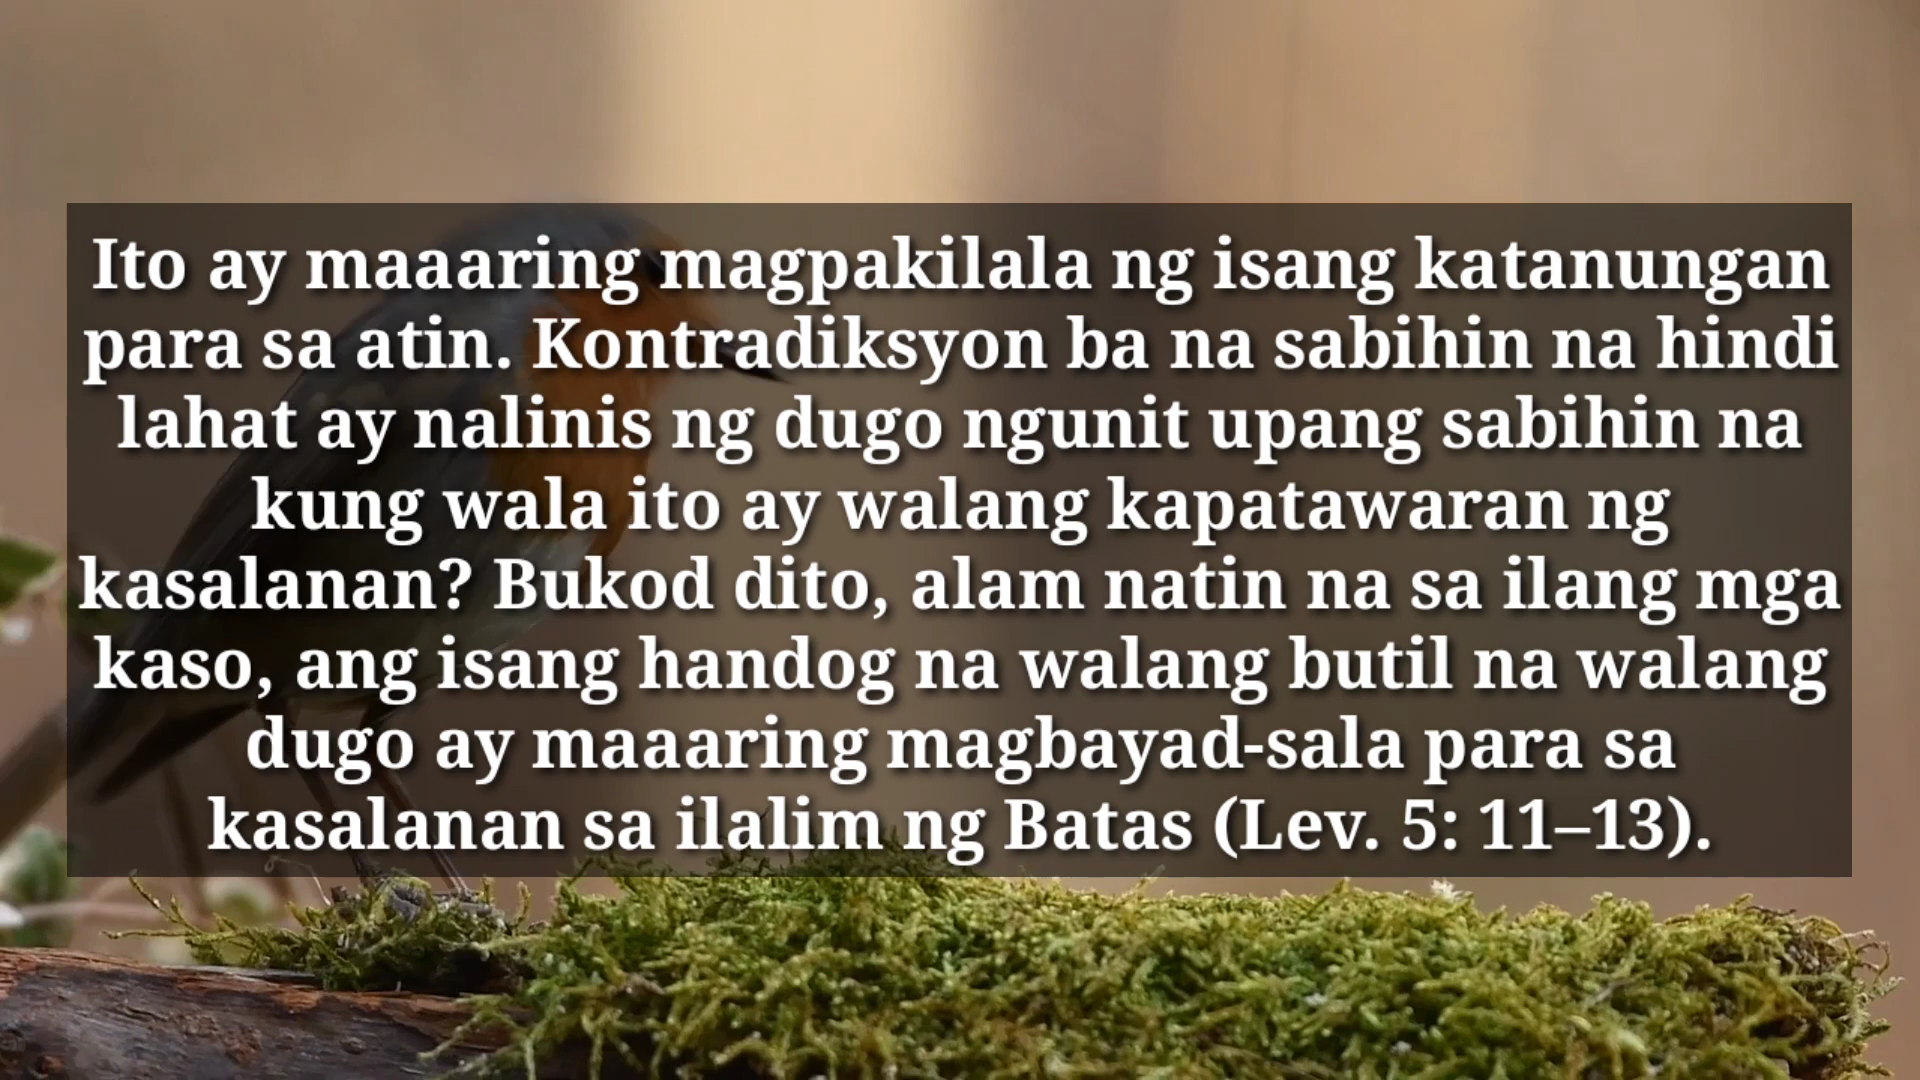 Ito ay maaaring magpakilala ng isang katanungan
para sa atin. Kontradiksyon ba na sabihin na hindi
lahat ay nalinis ng dugo ngunit upang sabihin na
kung wala ito ay walang kapatawaran ng
kasalanan? Bukod dito, alam natin na sa ilang mga
kaso, ang isang handog na walang butil na walang
dugo ay maaaring magbayad-sala para sa
kasalanan sa ilalim ng Batas (Lev. 5: 11–13).